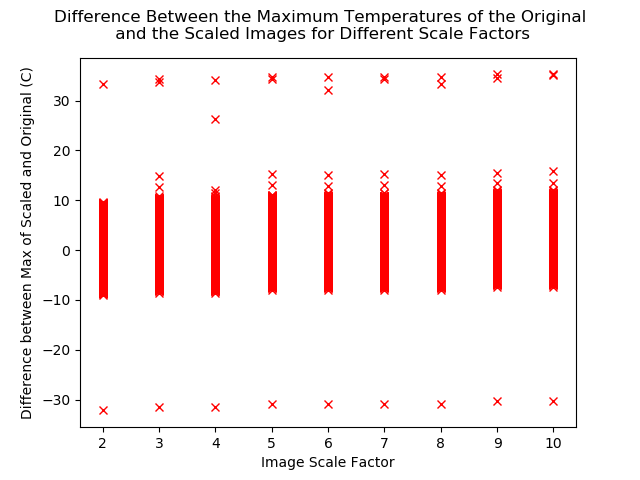 Difference Between the Maximum Temperatures of the Original
and the Scaled Images for Different Scale Factors
Difference between Max of Scaled and Original (C)
30
20
10
0
−10
−20
−30
2 3 4 5 6 7 8 9 10
Image Scale Factor